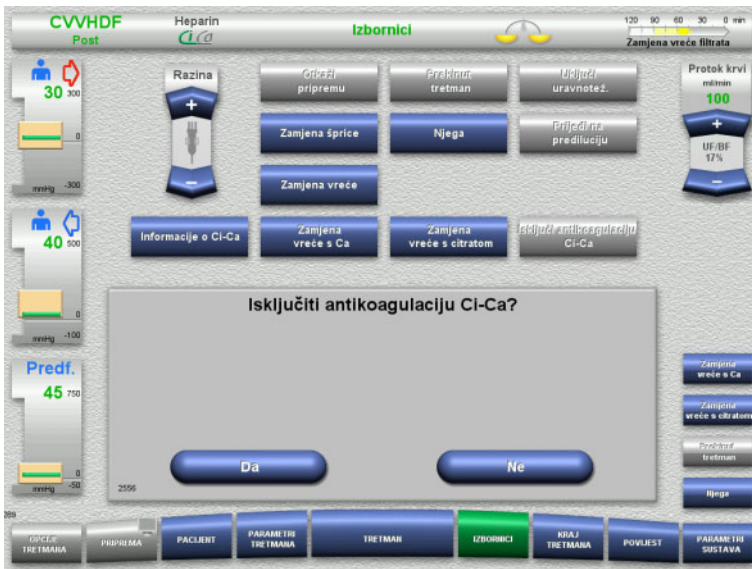 CVVHDF
Post
Heparin
CiCa
Izbornici
120 90 60 30 0 min
Zamjena vreće filtrata
30
300
0
mmHg
-300
Razina
+
−
Otkaži
pripremu
Prekinut
tretman
Uključi
uravnotež.
Zamjena šprice
Njega
Prijeđi na
prediluciju
Zamjena vreće
Protok krvi
ml/min
100
+
UF/BF
17%
−
40
500
0
mmHg
-100
Informacije o Ci-Ca
Zamjena
vreće s Ca
Zamjena
vreće s citratom
Isključi antikoagulaciju
Ci-Ca
Isključiti antikoagulaciju Ci-Ca?
Da
Ne
2556
Predf.
45
750
0
mmHg
-50
Zamjena
vreće s Ca
Zamjena
vreće s citratom
Prekinut
tretman
Njega
OPCIJE
TRETMANA
PRIPREMA
PACIJENT
PARAMETRI
TRETMANA
TRETMAN
IZBORNICI
KRAJ
TRETMANA
POVIJEST
PARAMETRI
SUSTAVA